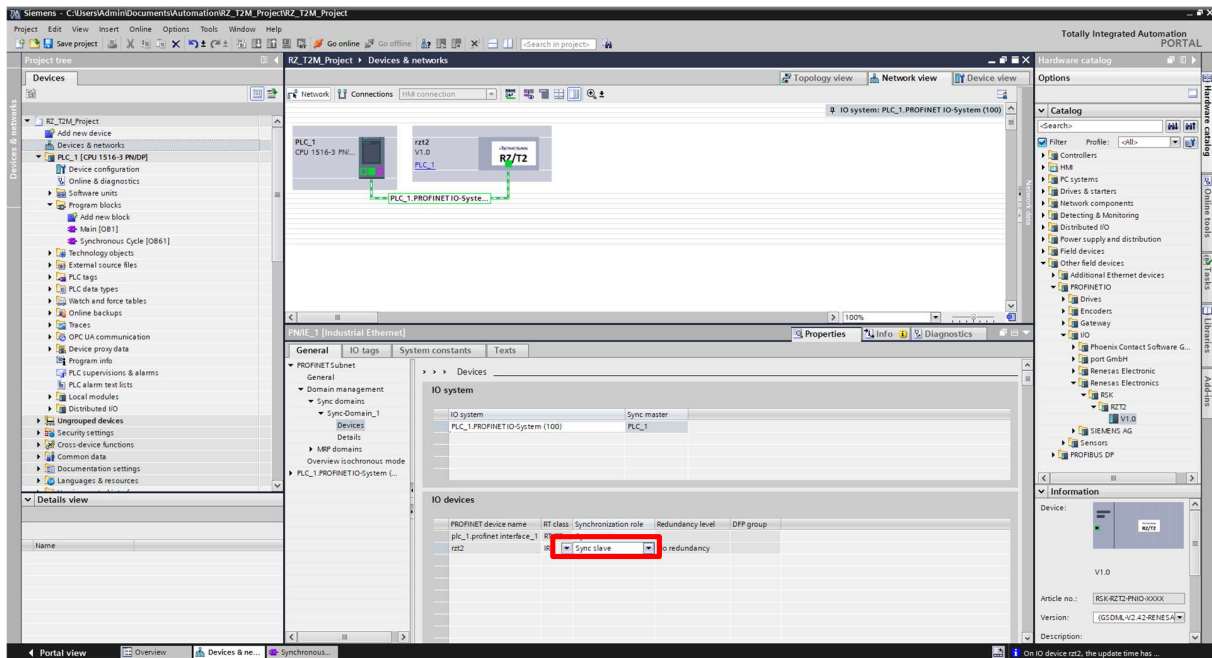 Siemens - C:\Users\Admin\Documents\Automation\RZ_T2M_Project\RZ_T2M_Project
Project Edit View Insert Online Options Tools Window Help
Totally Integrated Automation
PORTAL
Save project Go online Go offline <Search in project>
Project tree
RZ_T2M_Project ▸ Devices & networks
Hardware catalog
Devices
Topology view Network view Device view
Options
Network Connections HMI connection
IO system: PLC_1.PROFINET IO-System (100)
Devices & networks
RZ_T2M_Project
Add new device
Devices & networks
PLC_1 [CPU 1516-3 PN/DP]
Device configuration
Online & diagnostics
Software units
Program blocks
Add new block
Main [OB1]
Synchronous Cycle [OB61]
Technology objects
External source files
PLC tags
PLC data types
Watch and force tables
Online backups
Traces
OPC UA communication
Device proxy data
Program info
PLC supervisions & alarms
PLC alarm text lists
Local modules
Distributed I/O
Ungrouped devices
Security settings
Cross-device functions
Common data
Documentation settings
Languages & resources
Details view
Name
PLC_1
CPU 1516-3 PN/...
rzt2
V1.0
PLC_1
RENESAS
RZ/T2
PLC_1.PROFINET IO-Syste...
Network data
100%
PN/IE_1 [Industrial Ethernet]
Properties Info Diagnostics
General IO tags System constants Texts
PROFINET Subnet
General
Domain management
Sync domains
Sync-Domain_1
Devices
Details
MRP domains
Overview isochronous mode
PLC_1.PROFINET IO-System (...
Devices
IO system
IO system Sync master
PLC_1.PROFINET IO-System (100) PLC_1
IO devices
PROFINET device name RT class Synchronization role Redundancy level DFP group
plc_1.profinet interface_1
rzt2 Sync slave o redundancy
Catalog
<Search>
Filter Profile: <All>
Controllers
HMI
PC systems
Drives & starters
Network components
Detecting & Monitoring
Distributed I/O
Power supply and distribution
Field devices
Other field devices
Additional Ethernet devices
PROFINET IO
Drives
Encoders
Gateway
I/O
Phoenix Contact Software G...
port GmbH
Renesas Electronic
Renesas Electronics
RSK
RZT2
V1.0
SIEMENS AG
Sensors
PROFIBUS DP
Information
Device:
RZ/T2
V1.0
Article no.: RSK-RZT2-PNIO-XXXX
Version: (GSDML-V2.42-RENESA
Description:
Hardware catalog
Online tools
Tasks
Libraries
Add-ins
Portal view Overview Devices & ne... Synchronous...
On IO device rzt2, the update time has ...